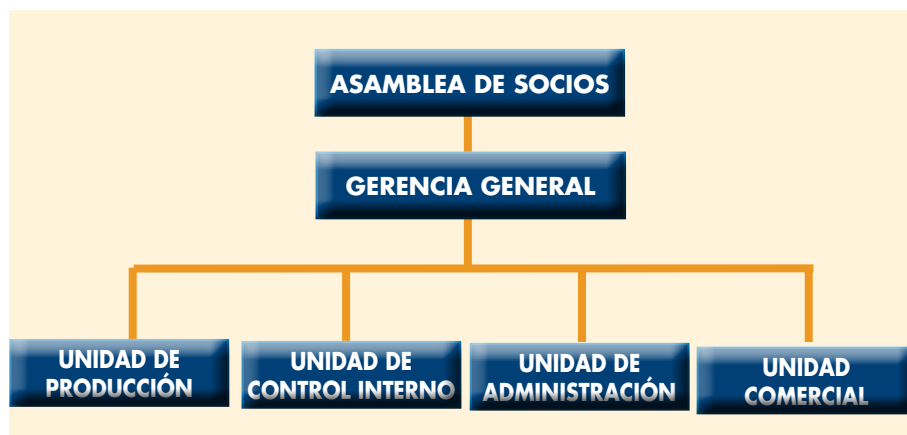 ASAMBLEA DE SOCIOS
GERENCIA GENERAL
UNIDAD DE
PRODUCCIÓN
UNIDAD DE
CONTROL INTERNO
UNIDAD DE
ADMINISTRACIÓN
UNIDAD
COMERCIAL